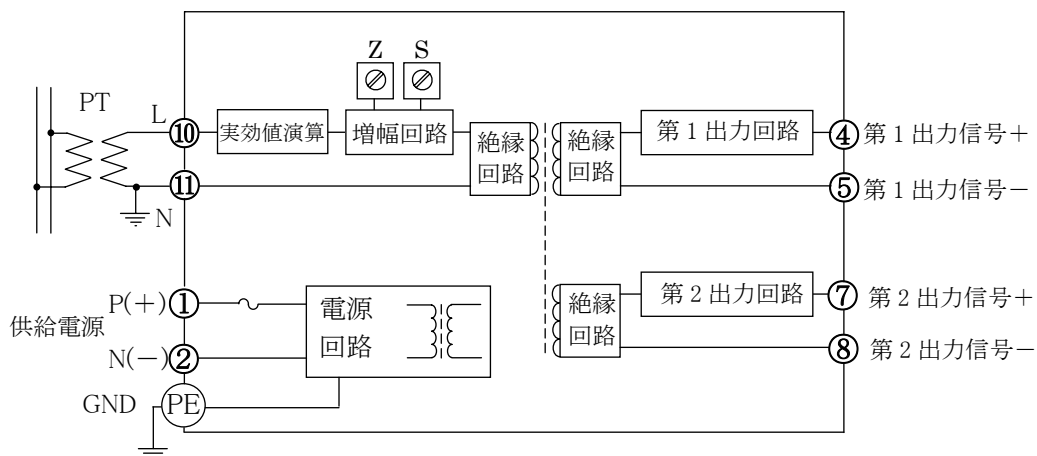 Z S
PT
L
⑩
実効値演算
増幅回路
絶縁
回路
絶縁
回路
第1出力回路
④ 第1出力信号+
⑪
N
⑤ 第1出力信号-
P(+) ①
供給電源
N(-) ②
電源
回路
絶縁
回路
第2出力回路
⑦ 第2出力信号+
⑧ 第2出力信号-
GND PE